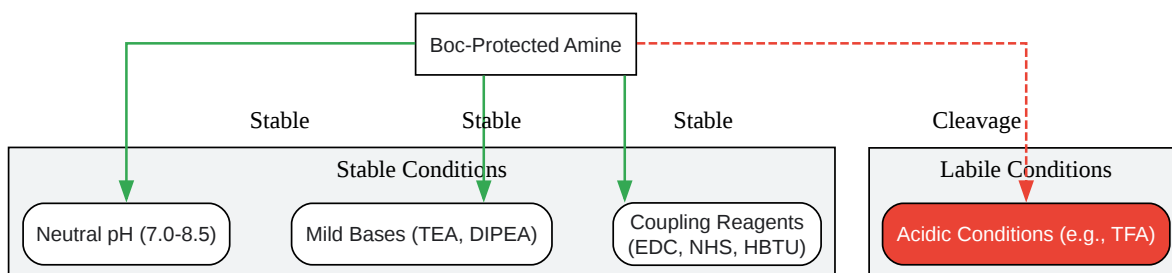 Boc-Protected Amine
Stable
Stable
Stable
Cleavage
Stable Conditions
Labile Conditions
Neutral pH (7.0-8.5)
Mild Bases (TEA, DIPEA)
Coupling Reagents
(EDC, NHS, HBTU)
Acidic Conditions (e.g., TFA)